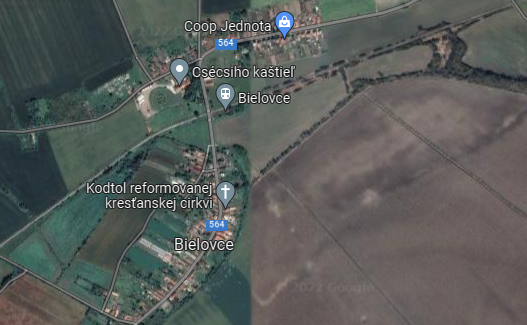 Coop Jednota
564
Csécsiho kaštieľ
Bielovce
Kodtol reformovanej
kresťanskej cirkvi
564
Bielovce
2022 Google